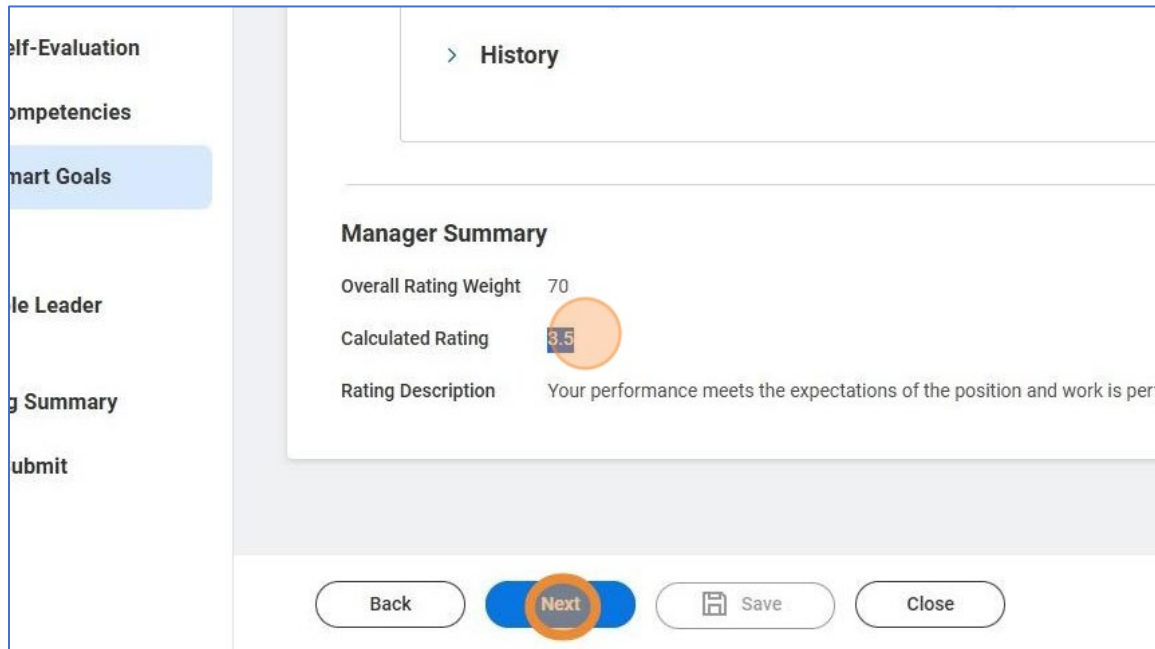 elf-Evaluation
History
ompetencies
mart Goals
Manager Summary
Overall Rating Weight 70
le Leader
Calculated Rating 3.5
Rating Description Your performance meets the expectations of the position and work is per
g Summary
ubmit
Back Next Save Close